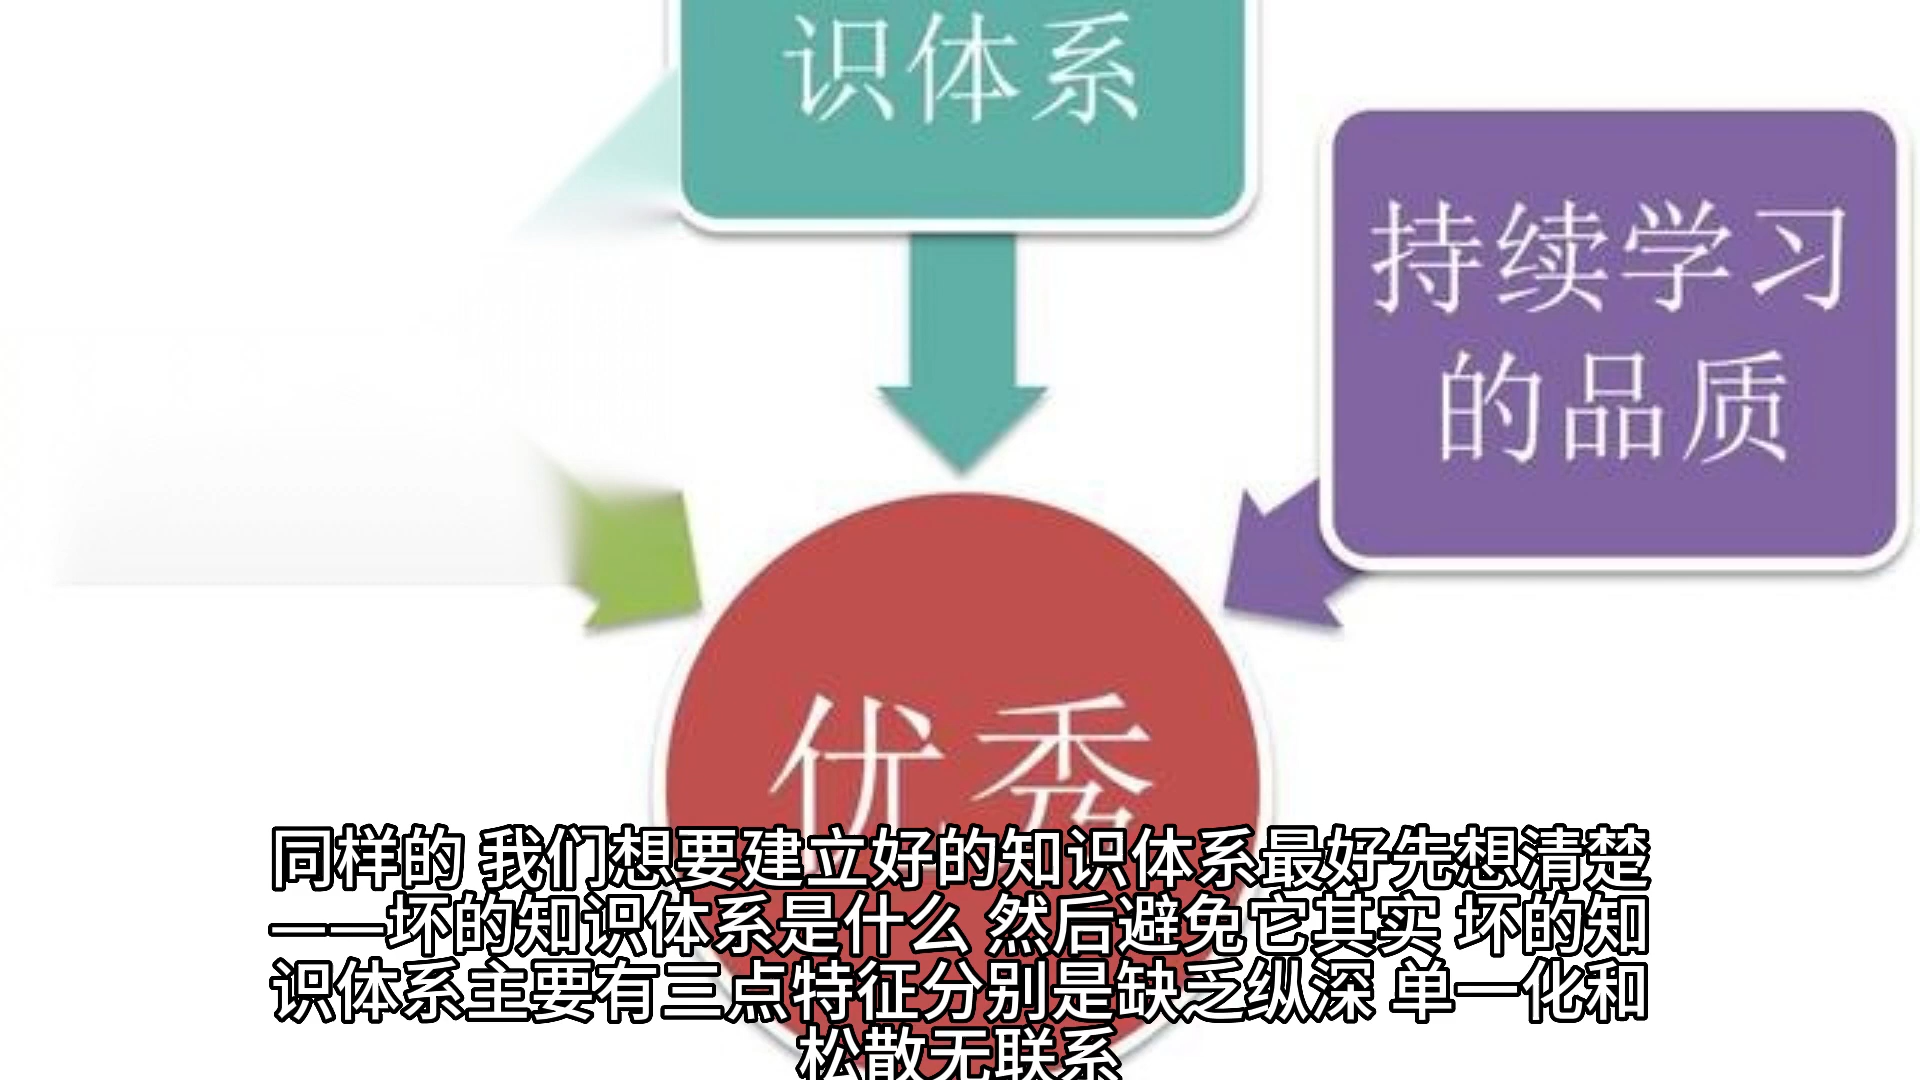 识体系
持续学习
的品质
优秀
同样的 我们想要建立好的知识体系最好先想清楚
——坏的知识体系是什么 然后避免它其实 坏的知
识体系主要有三点特征分别是缺乏纵深 单一化和
松散无联系